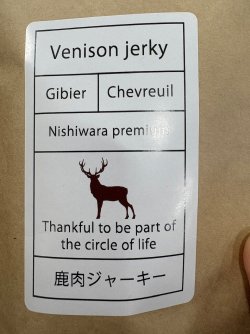 Venison jerky
Gibier
Chevreuil
Nishiwara premium
Thankful to be part of
the circle of life
鹿肉ジャーキー